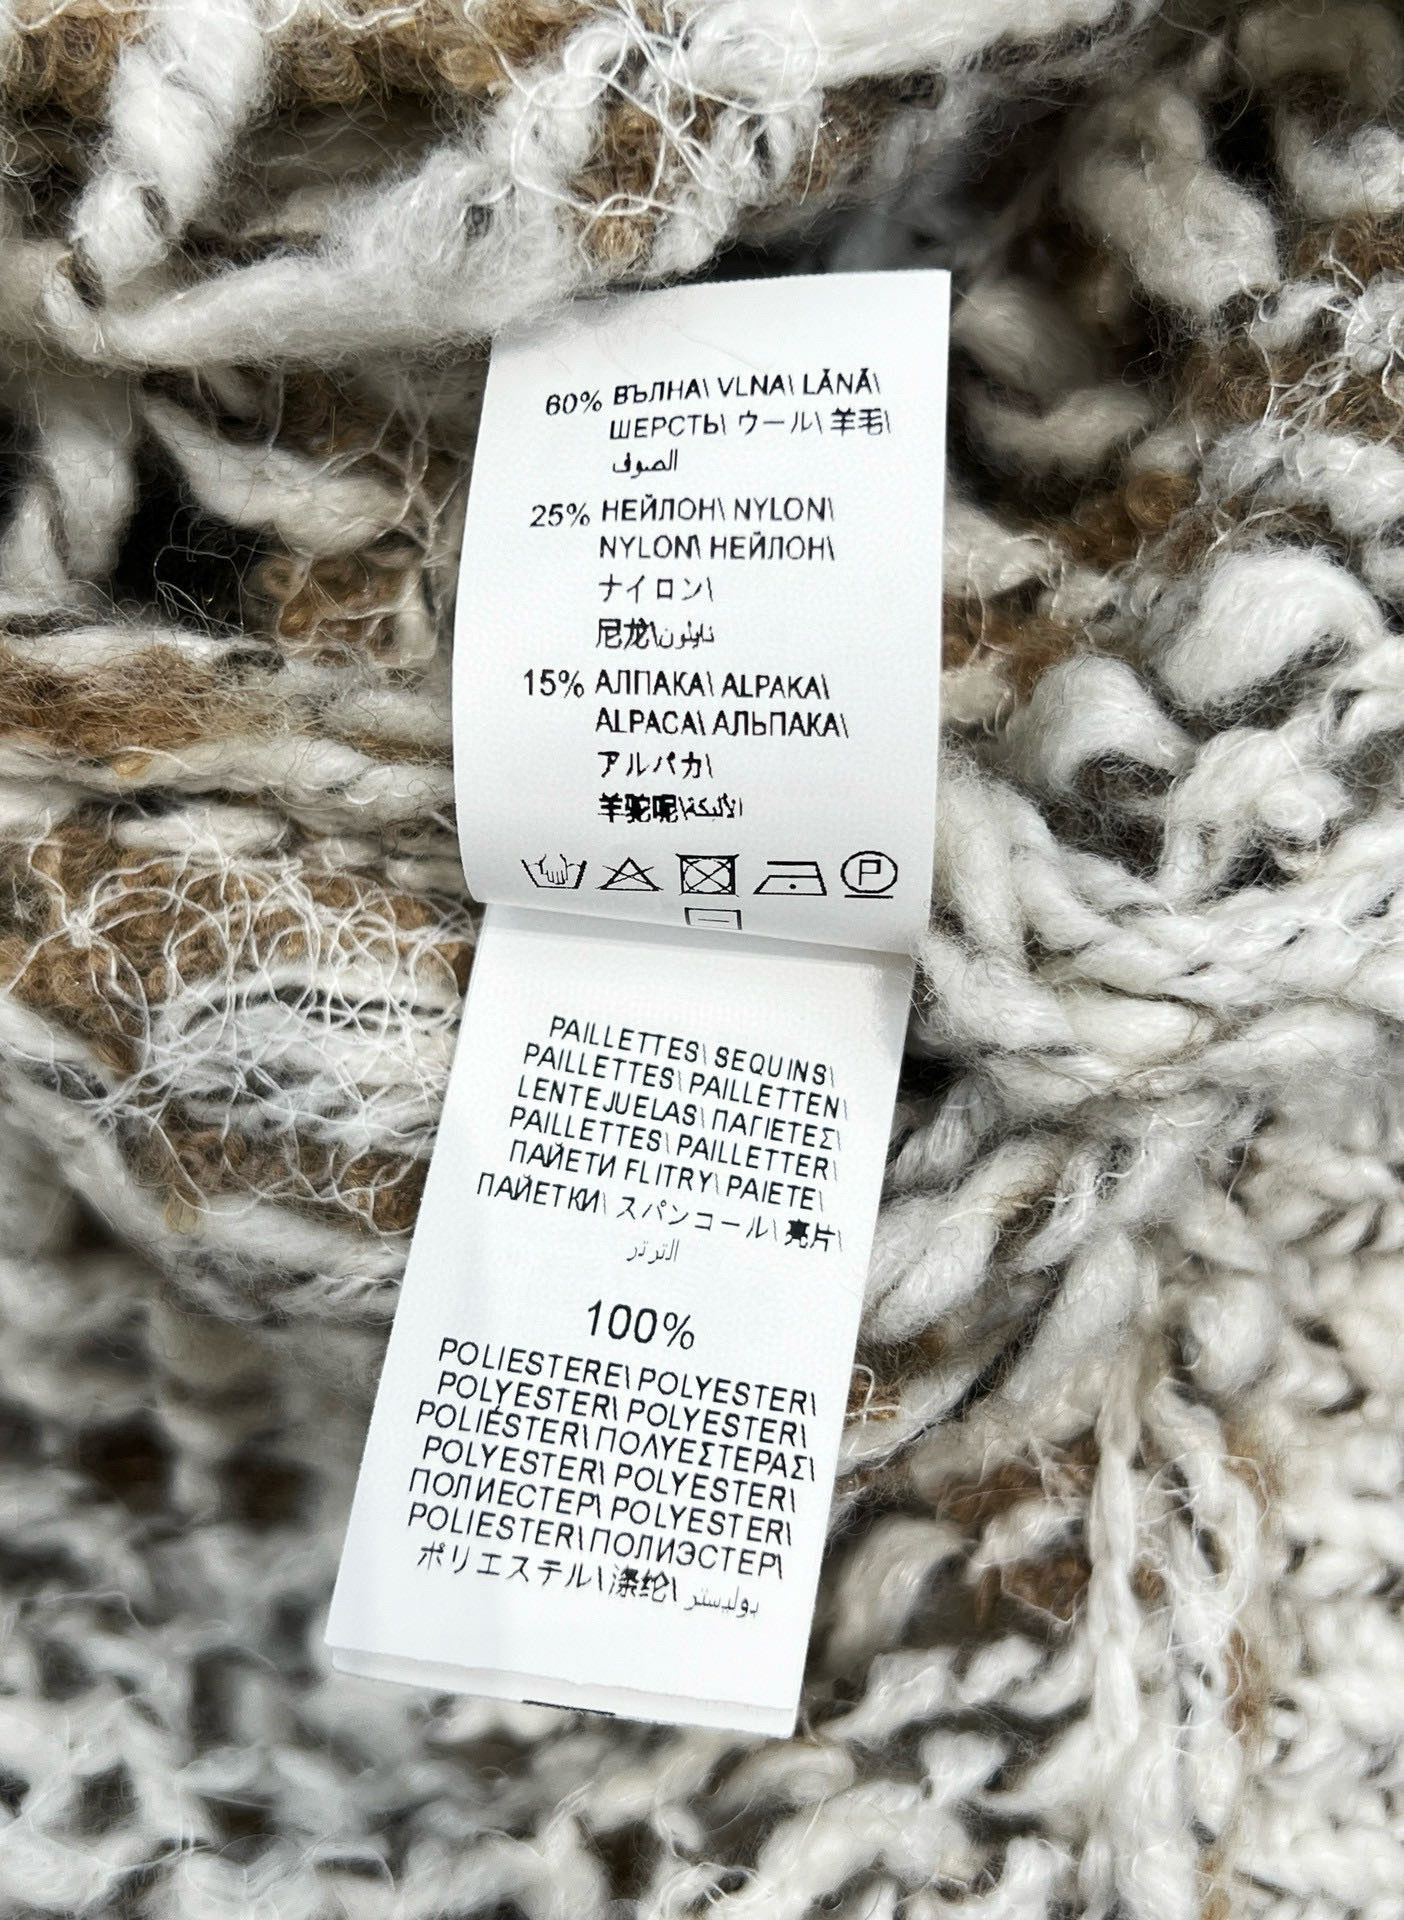 60% ВЪЛНА\ VLNA\ LÂNĂ\
ШЕРСТЬ\ ウール\ 羊毛\
الصوف
25% НЕЙЛОН\ NYLON\
NYLON\ НЕЙЛОН\
ナイロン\
尼龙\نايلون
15% АЛПАКА\ ALPAKA\
ALPACA\ АЛЬПАКА\
アルパカ\
羊驼呢\الألبكة
P
PAILLETTES\ SEQUINS\
PAILLETTES\ PAILLETTEN\
LENTEJUELAS\ ΠΑΓΙΕΤΕΣ\
PAILLETTES\ PAILLETTER\
ПАЙЕТИ FLITRY\ PAIETE\
ПАЙЕТКИ\ スパンコール\ 亮片\
الترتر
100%
POLIESTERE\ POLYESTER\
POLYESTER\ POLYESTER\
POLIÉSTER\ ΠΟΛΥΕΣΤΕΡΑΣ\
POLYESTER\ POLYESTER\
ПОЛИЕСТЕР\ POLYESTER\
POLIESTER\ ПОЛИЭСТЕР\
ポリエステル\ 涤纶\ بوليستر